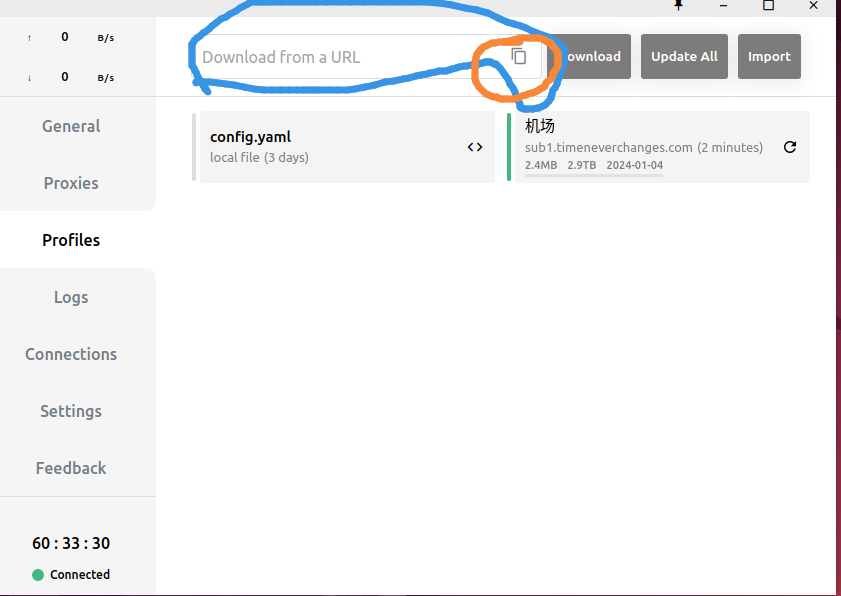 ↑ 0 B/s
↓ 0 B/s
Download from a URL
ownload
Update All
Import
General
Proxies
Profiles
Logs
Connections
Settings
Feedback
60 : 33 : 30
Connected
config.yaml
local file (3 days)
机场
sub1.timeneverchanges.com (2 minutes)
2.4MB 2.9TB 2024-01-04